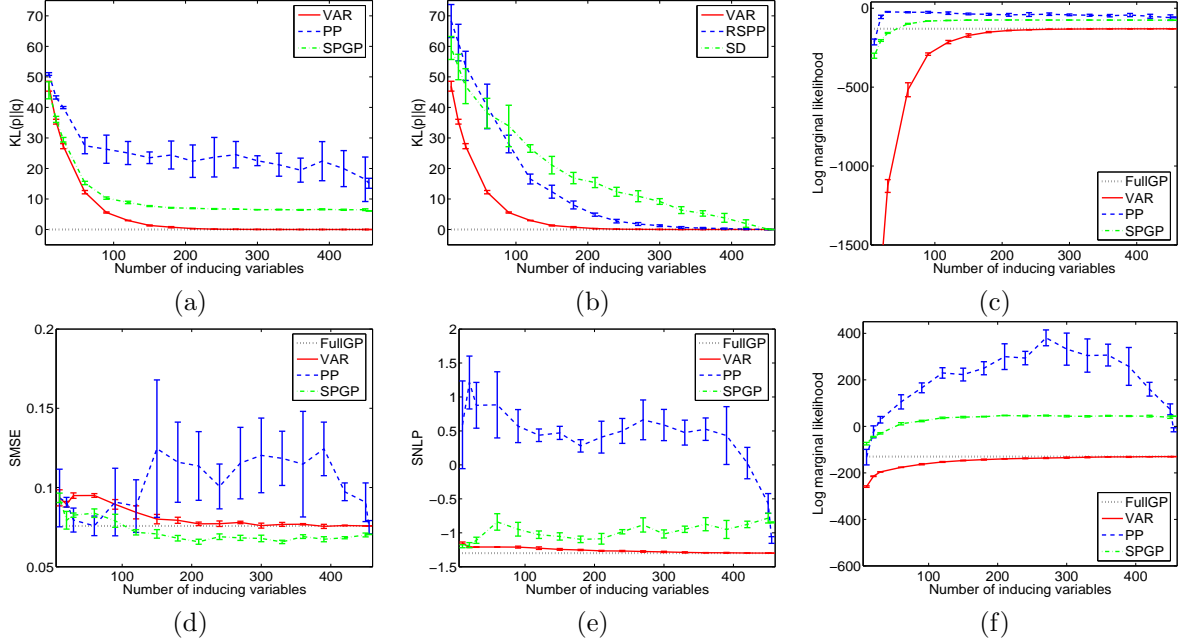 70
60
50
40
30
20
10
0
KL(p||q)
VAR
PP
SPGP
100 200 300 400
Number of inducing variables
(a)
70
60
50
40
30
20
10
0
KL(p||q)
VAR
RSPP
SD
100 200 300 400
Number of inducing variables
(b)
0
−500
−1000
−1500
Log marginal likelihood
FullGP
VAR
PP
SPGP
100 200 300 400
Number of inducing variables
(c)
0.2
0.15
0.1
0.05
SMSE
FullGP
VAR
PP
SPGP
100 200 300 400
Number of inducing variables
(d)
2
1.5
1
0.5
0
−0.5
−1
−1.5
SNLP
FullGP
VAR
PP
SPGP
100 200 300 400
Number of inducing variables
(e)
400
200
0
−200
−400
−600
Log marginal likelihood
FullGP
VAR
PP
SPGP
100 200 300 400
Number of inducing variables
(f)